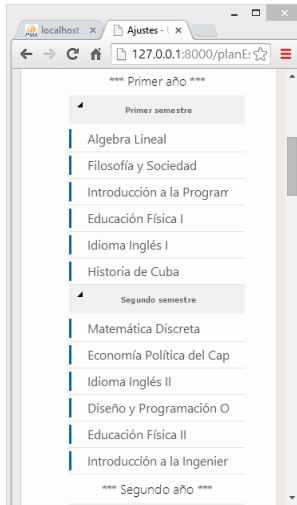 localhost
Ajustes - U
127.0.0.1:8000/planEs
*** Primer año ***
Primer semestre
Algebra Lineal
Filosofía y Sociedad
Introducción a la Program
Educación Física I
Idioma Inglés I
Historia de Cuba
Segundo semestre
Matemática Discreta
Economía Política del Cap
Idioma Inglés II
Diseño y Programación O
Educación Física II
Introducción a la Ingenier
*** Segundo año ***